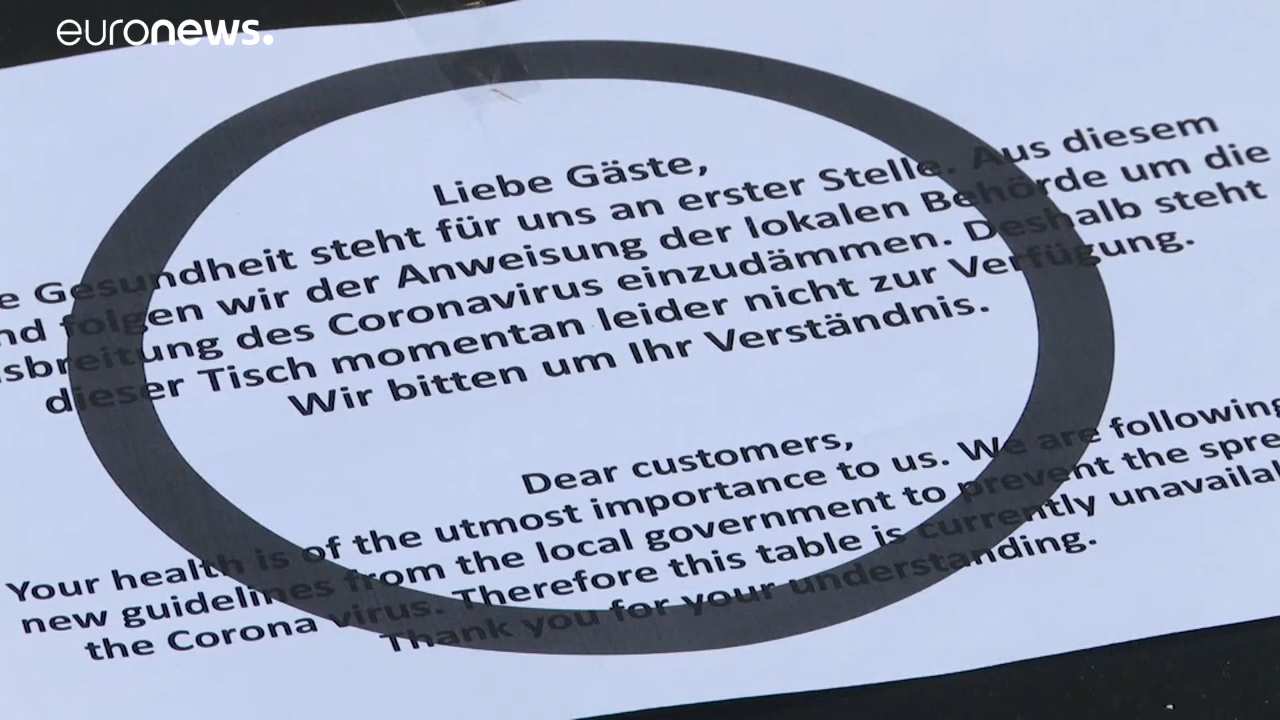 euronews.
Liebe Gäste,
Gesundheit steht für uns an erster Stelle. Aus diesem
folgen wir der Anweisung der lokalen Behörde um die
des Coronavirus einzudämmen. Deshalb steht
dieser Tisch momentan leider nicht zur Verfügung.
Wir bitten um Ihr Verständnis.
Dear customers,
Your health is of the utmost importance to us. We are following
new guidelines from the local government to prevent the
the Corona virus. Therefore this table is currently
Thank you for your understanding.